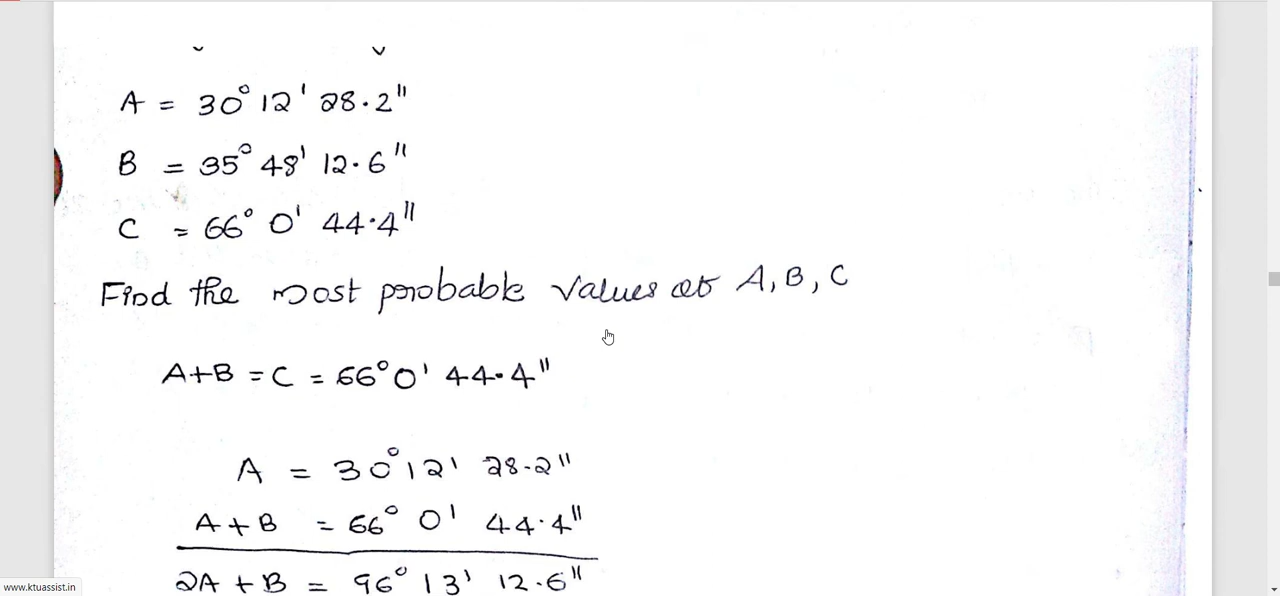 A = 30° 12' 28.2"
B = 35° 48' 12.6"
C = 66° 0' 44.4"
Find the most probable values of A, B, C
A+B = C = 66° 0' 44.4"
A = 30° 12' 28.2"
A + B = 66° 0' 44.4"
2A + B = 96° 13' 12.6"
www.ktuassist.in